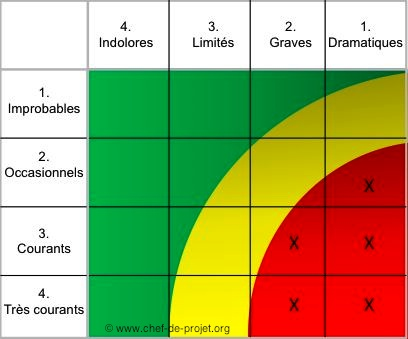 4.
Indolores
3.
Limités
2.
Graves
1.
Dramatiques
1.
Improbables
2.
Occasionnels
X
3.
Courants
X X
4.
Très courants
X X
© www.chef-de-projet.org